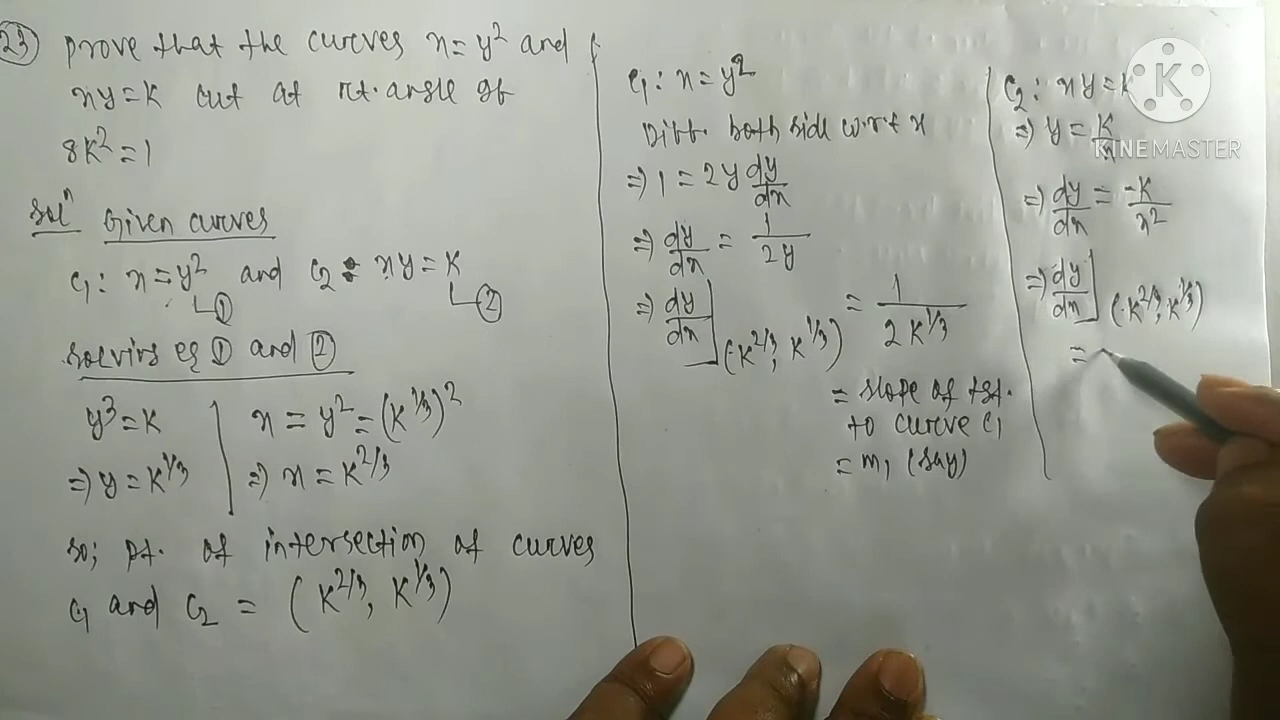 23 Prove that the curves x = y² and
xy = K cut at rt. angle if
8K² = 1
Solⁿ Given curves
C₁ : x = y² and C₂ : xy = K
① ②
Solving eq ① and ②
y³ = K
⇒ y = K^1/3
x = y² = (K^1/3)²
⇒ x = K^2/3
so; pt. of intersection of curves
C₁ and C₂ = (K^2/3, K^1/3)
C₁ : x = y²
Diff. both side w.r.t x
⇒ 1 = 2y dy/dx
⇒ dy/dx = 1/2y
⇒ dy/dx](K^2/3, K^1/3) = 1/2K^1/3
= slope of tgt.
to curve C₁
= m₁ (say)
C₂ : xy = K
⇒ y = K/x
⇒ dy/dx = -K/x²
⇒ dy/dx](K^2/3, K^1/3)
=
K
KINEMASTER